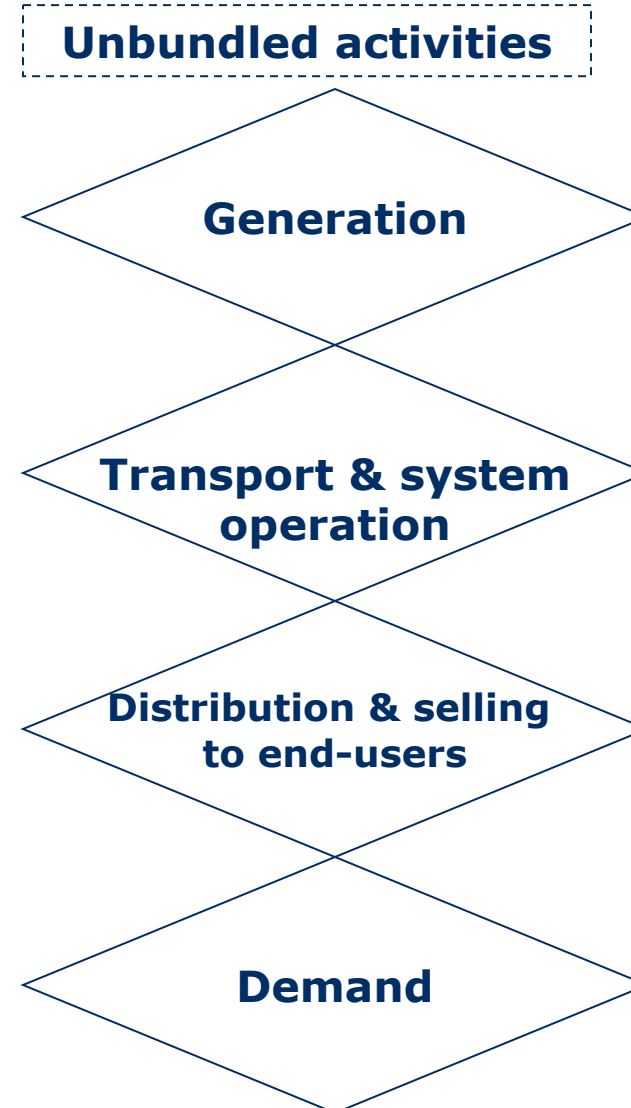 Unbundled activities
Generation
Transport & system
operation
Distribution & selling
to end-users
Demand